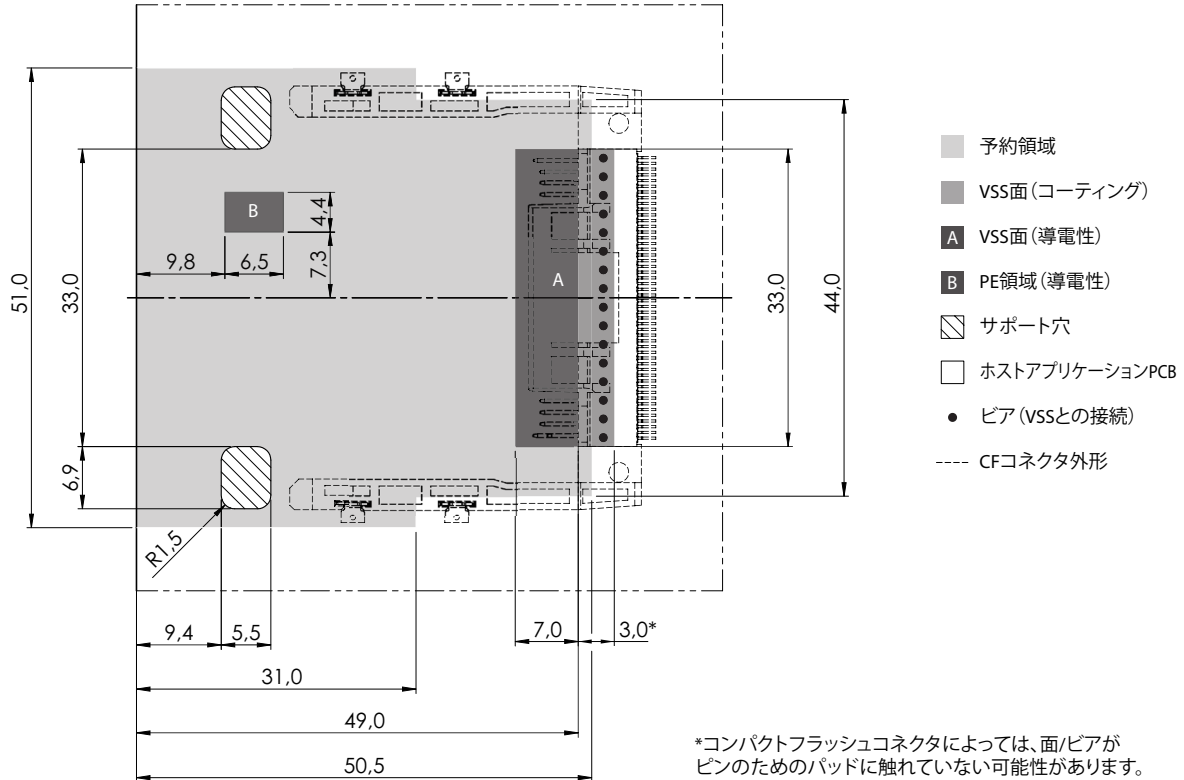 51,0
33,0
6,9
R1,5
B
4,4
7,3
9,8
6,5
A
33,0
44,0
9,4
5,5
7,0
3,0*
31,0
49,0
50,5
予約領域
VSS面（コーティング）
A VSS面（導電性）
B PE領域（導電性）
サポート穴
ホストアプリケーションPCB
ビア（VSSとの接続）
CFコネクタ外形
*コンパクトフラッシュコネクタによっては、面/ビアが
ピンのためのパッドに触れていない可能性があります。